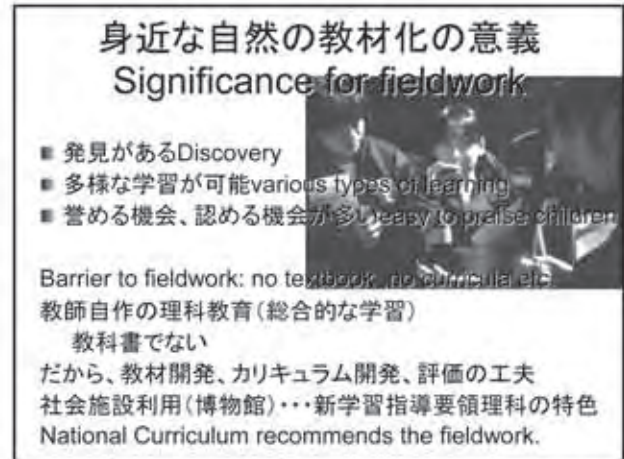 身近な自然の教材化の意義
Significance for fieldwork
発見があるDiscovery
多様な学習が可能various types of learning
誉める機会、認める機会が多いeasy to praise children
Barrier to fieldwork: no textbook, no curricula etc
教師自作の理科教育(総合的な学習)
教科書でない
だから、教材開発、カリキュラム開発、評価の工夫
社会施設利用(博物館)・・・新学習指導要領理科の特色
National Curriculum recommends the fieldwork.